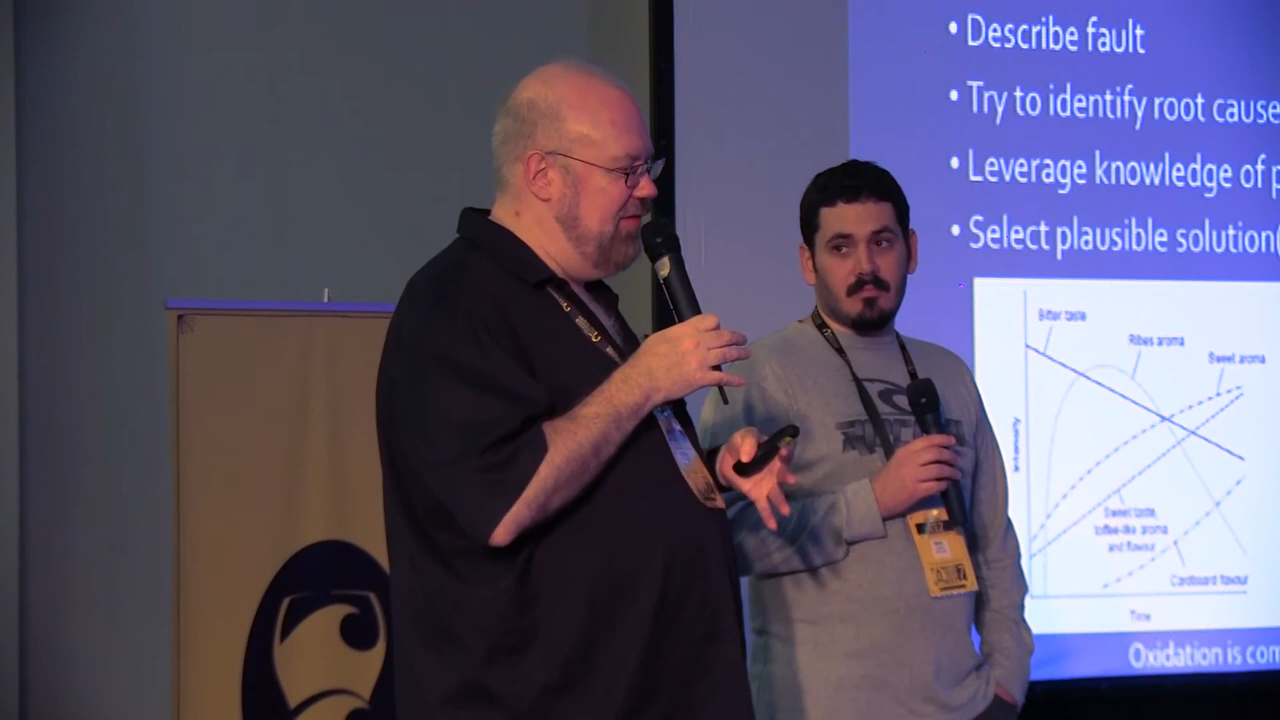 • Describe fault
• Try to identify root cause
• Leverage knowledge of p
• Select plausible solution(
Bitter taste
Ribes aroma
Sweet aroma
Intensity
Sweet taste,
toffee-like aroma
and flavour
Cardboard flavour
Time
Oxidation is com